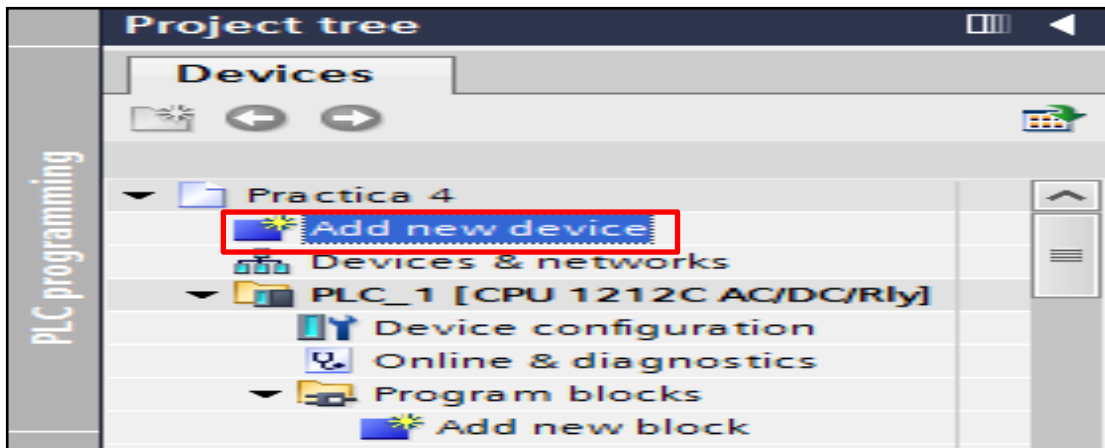 Project tree
Devices
PLC programming
Practica 4
Add new device
Devices & networks
PLC_1 [CPU 1212C AC/DC/Rly]
Device configuration
Online & diagnostics
Program blocks
Add new block